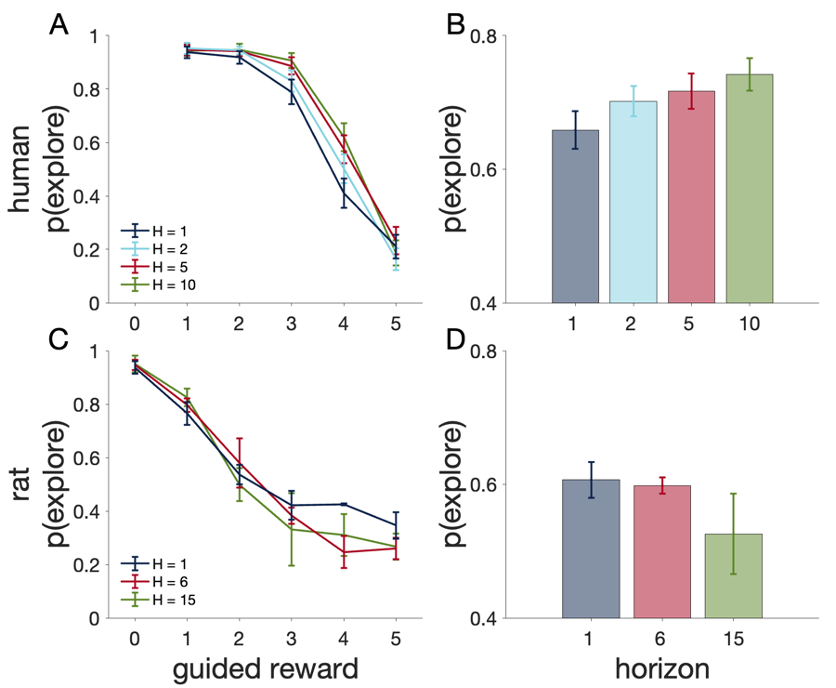 A
human
p(explore)
1
0.8
0.6
0.4
0.2
0
H = 1
H = 2
H = 5
H = 10
0 1 2 3 4 5
B
p(explore)
0.8
0.6
0.4
1 2 5 10
C
rat
p(explore)
1
0.8
0.6
0.4
0.2
0
H = 1
H = 6
H = 15
0 1 2 3 4 5
guided reward
D
p(explore)
0.8
0.6
0.4
1 6 15
horizon